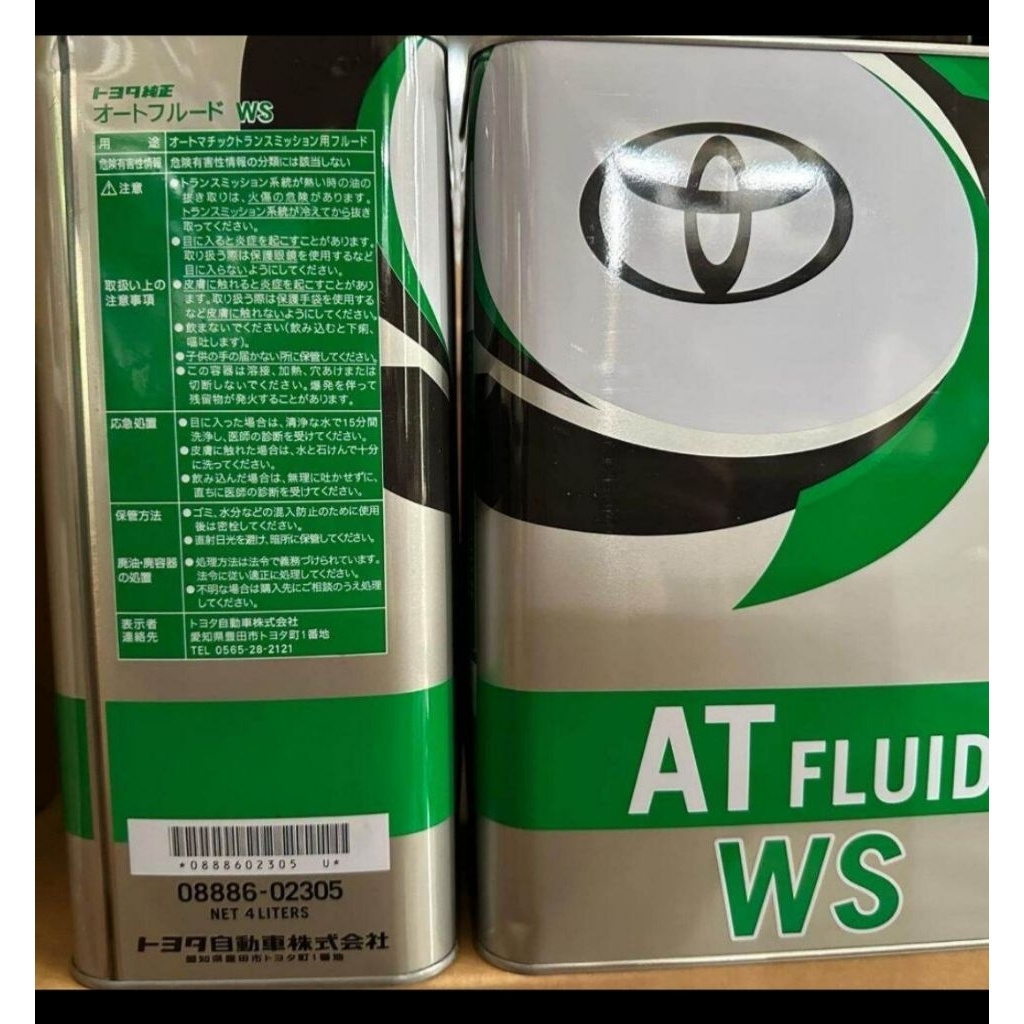 トヨタ純正
オートフルード WS
用途 オートマチックトランスミッション用フルード
危険有害性情報 危険有害性情報の分類には該当しない
⚠注意
取扱い上の
注意事項
●トランスミッション系統が熱い時の油の
抜き取りは、火傷の危険があります。
トランスミッション系統が冷えてから抜き
取ってください。
●目に入ると炎症を起こすことがあります。
取り扱う際は保護眼鏡を使用するなど
目に入らないようにしてください。
●皮膚に触れると炎症を起こすことがあり
ます。取り扱う際は保護手袋を使用する
など皮膚に触れないようにしてください。
●飲まないでください(飲み込むと下痢、
嘔吐します)。
●子供の手の届かない所に保管してください。
●この容器は溶接、加熱、穴あけまたは
切断しないでください。爆発を伴って
残留物が発火することがあります。
応急処置
●目に入った場合は、清浄な水で15分間
洗浄し、医師の診断を受けてください。
●皮膚に触れた場合は、水と石けんで十分
に洗ってください。
●飲み込んだ場合は、無理に吐かせずに、
直ちに医師の診断を受けてください。
保管方法
●ゴミ、水分などの混入防止のために使用
後は密栓してください。
●直射日光を避け、暗所に保管してください。
廃油・廃容器
の処置
●処理方法は法令で義務づけられています。
法令に従い適正に処理してください。
●不明な場合は購入先にご相談のうえ処理
してください。
表示者
連絡先
トヨタ自動車株式会社
愛知県豊田市トヨタ町1番地
TEL 0565-28-2121
*0888602305 U*
08886-02305
NET 4 LITERS
トヨタ自動車株式会社
愛知県豊田市トヨタ町1番地
AT FLUID
WS